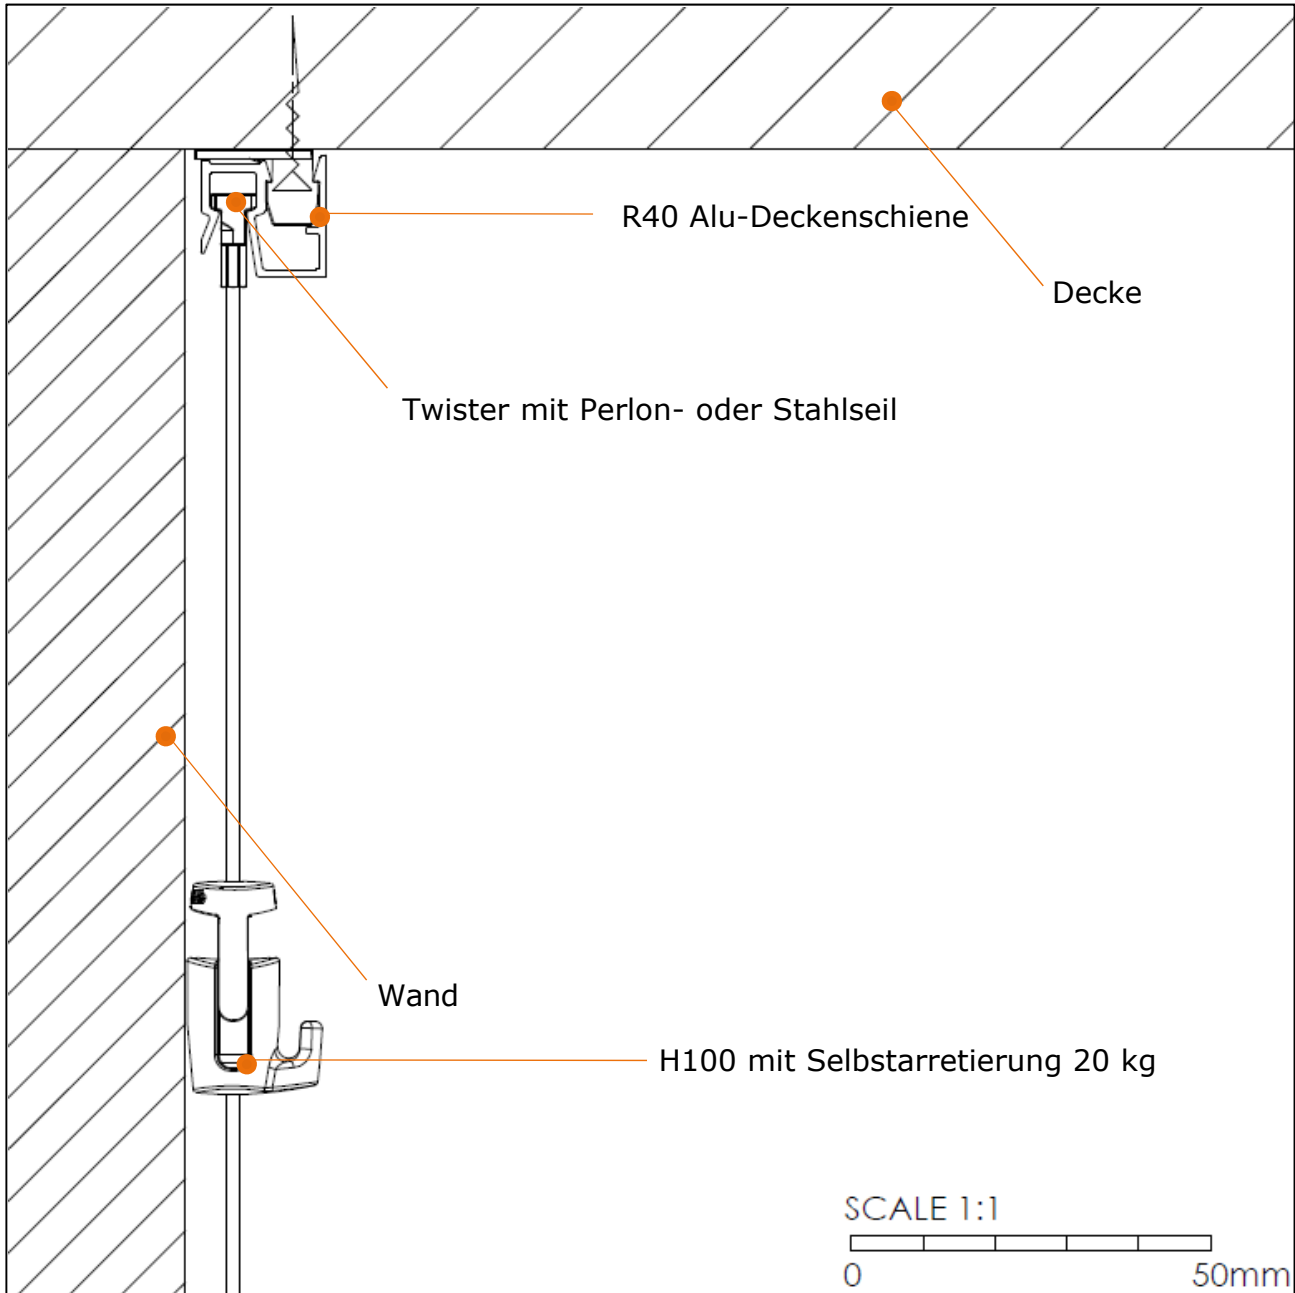 R40 Alu-Deckenschiene
Decke
Twister mit Perlon- oder Stahlseil
Wand
H100 mit Selbstarretierung 20 kg
SCALE 1:1
0 50mm